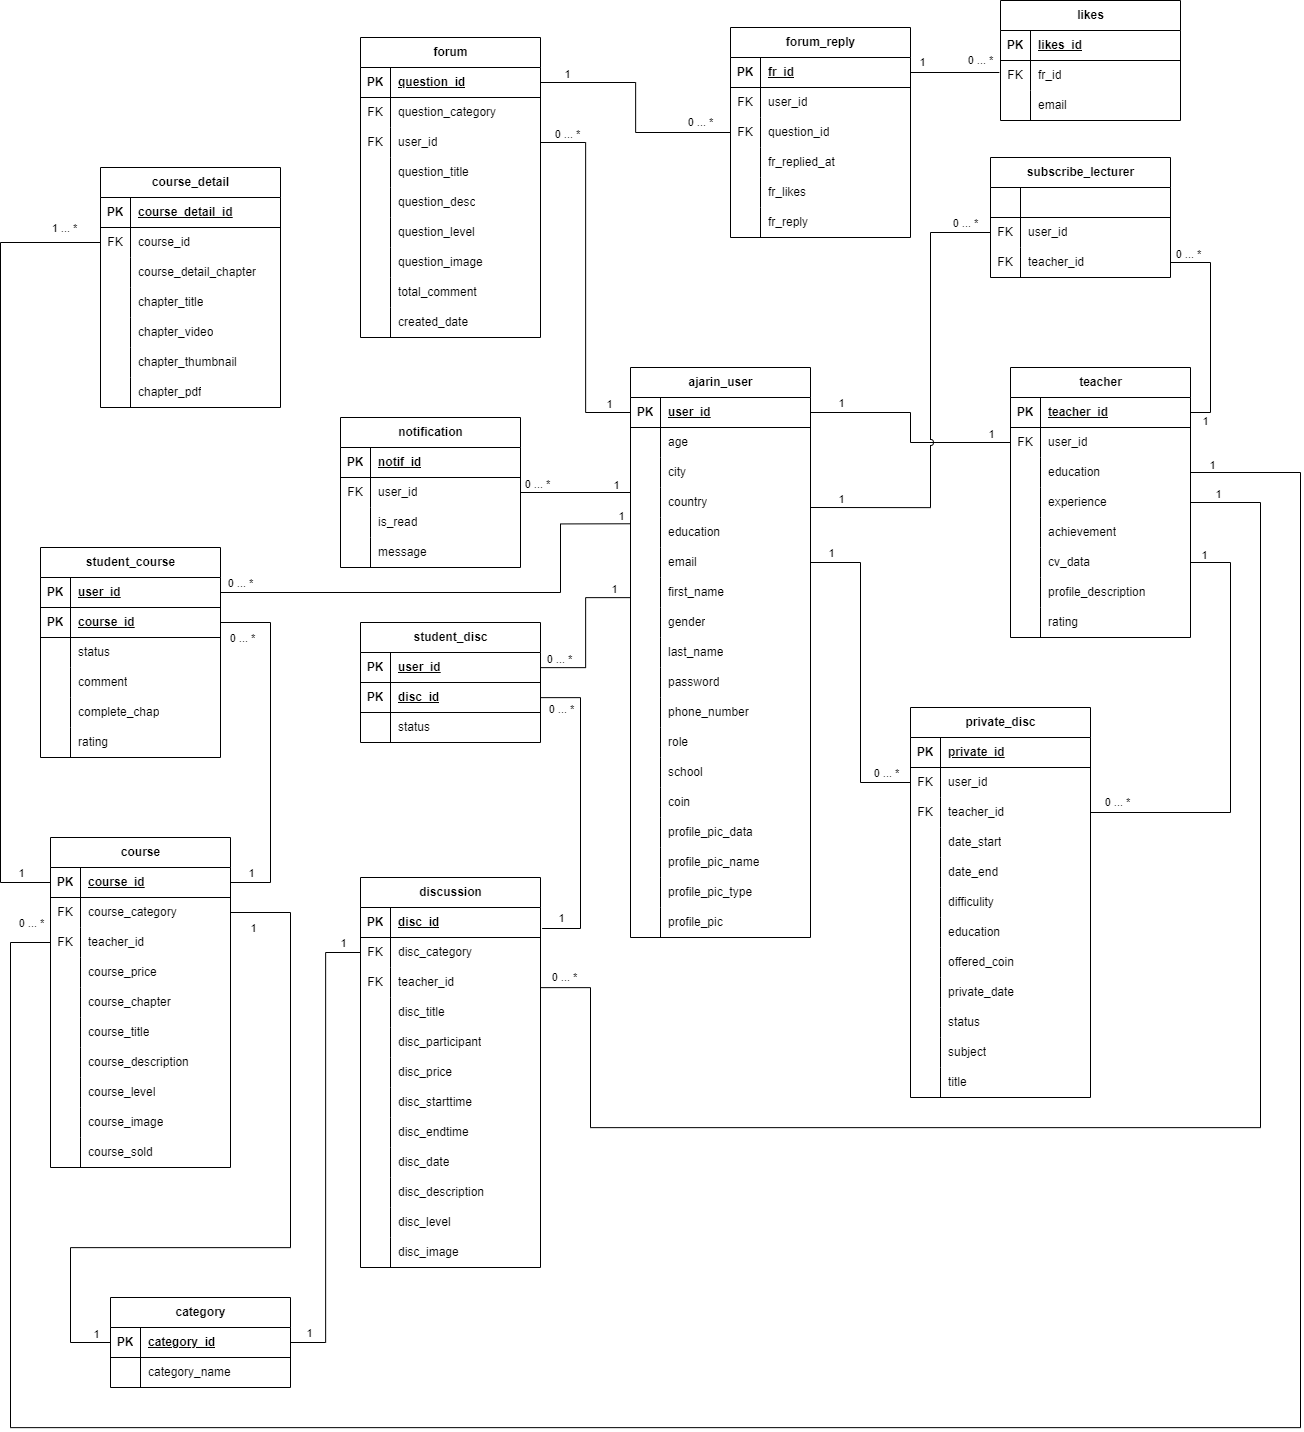 likes
PK likes_id
FK fr_id
email
forum_reply
PK fr_id
FK user_id
FK question_id
fr_replied_at
fr_likes
fr_reply
1
0 ... *
forum
PK question_id
FK question_category
FK user_id
question_title
question_desc
question_level
question_image
total_comment
created_date
1
0 ... *
0 ... *
1
subscribe_lecturer
FK user_id
FK teacher_id
0 ... *
0 ... *
course_detail
PK course_detail_id
FK course_id
course_detail_chapter
chapter_title
chapter_video
chapter_thumbnail
chapter_pdf
1 ... *
ajarin_user
PK user_id
age
city
country
education
email
first_name
gender
last_name
password
phone_number
role
school
coin
profile_pic_data
profile_pic_name
profile_pic_type
profile_pic
1
1
1
1
teacher
PK teacher_id
FK user_id
education
experience
achievement
cv_data
profile_description
rating
1
1
1
1
notification
PK notif_id
FK user_id
is_read
message
0 ... *
1
1
student_course
PK user_id
PK course_id
status
comment
complete_chap
rating
0 ... *
0 ... *
student_disc
PK user_id
PK disc_id
status
1
0 ... *
0 ... *
private_disc
PK private_id
FK user_id
FK teacher_id
date_start
date_end
difficulity
education
offered_coin
private_date
status
subject
title
0 ... *
0 ... *
course
PK course_id
FK course_category
FK teacher_id
course_price
course_chapter
course_title
course_description
course_level
course_image
course_sold
1
1
0 ... *
1
discussion
PK disc_id
FK disc_category
FK teacher_id
disc_title
disc_participant
disc_price
disc_starttime
disc_endtime
disc_date
disc_description
disc_level
disc_image
1
1
0 ... *
category
PK category_id
category_name
1
1